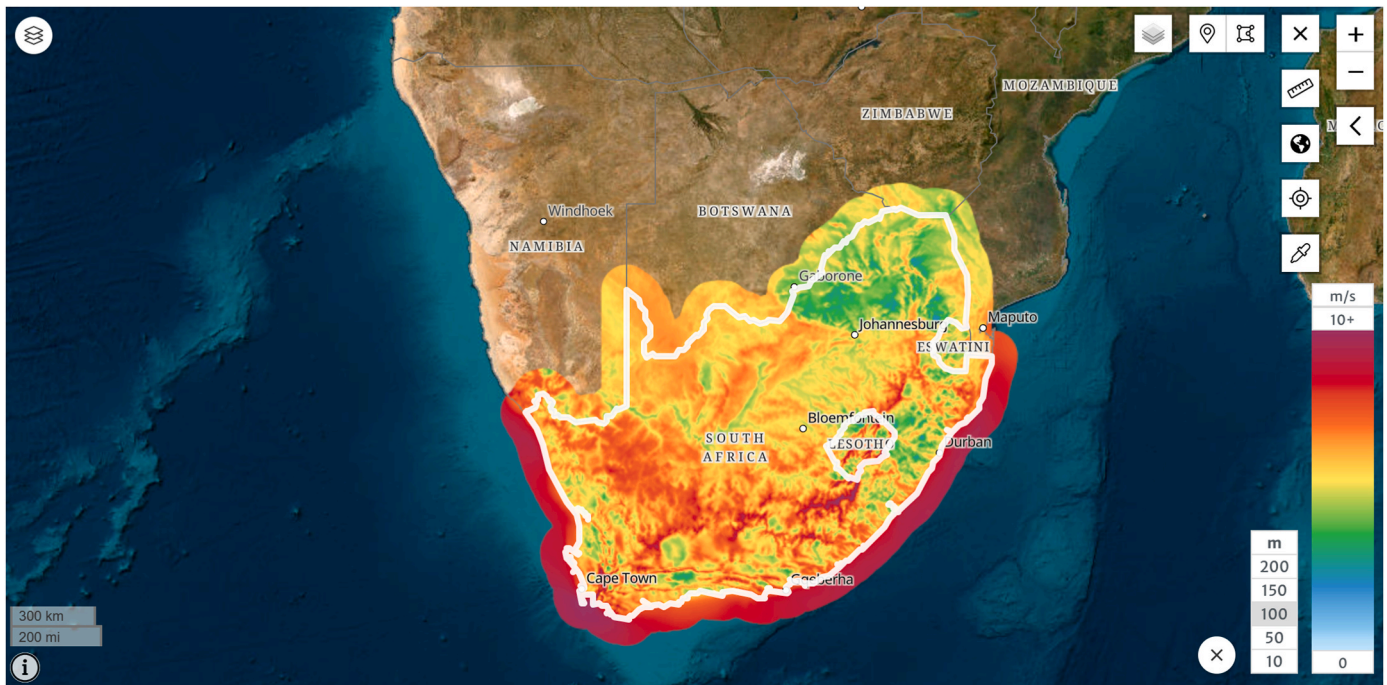 MOZAMBIQUE
ZIMBABWE
Windhoek
BOTSWANA
NAMIBIA
Gaborone
Maputo
Johannesburg
ESWATINI
Bloemfontein
SOUTH
AFRICA
LESOTHO
Durban
Cape Town
Gqeberha
300 km
200 mi
i
+
−
m/s
10+
0
m
200
150
100
50
10